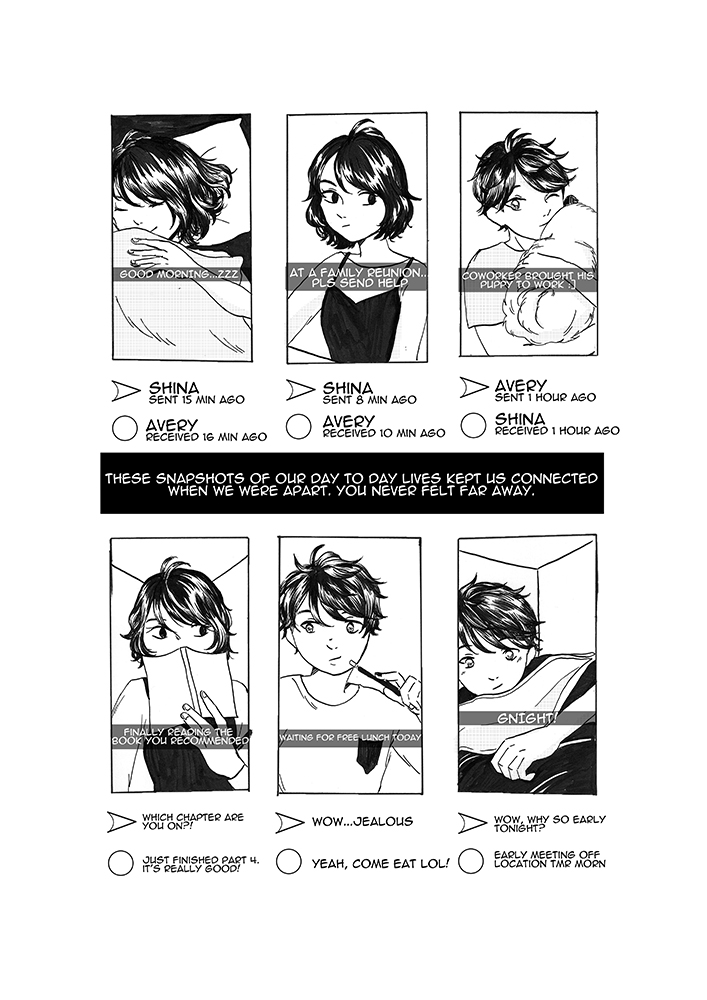 GOOD MORNING...ZZZ
AT A FAMILY REUNION...
PLS SEND HELP
COWORKER BROUGHT HIS
PUPPY TO WORK :]
SHINA
SENT 15 MIN AGO
AVERY
RECEIVED 16 MIN AGO
SHINA
SENT 8 MIN AGO
AVERY
RECEIVED 10 MIN AGO
AVERY
SENT 1 HOUR AGO
SHINA
RECEIVED 1 HOUR AGO
THESE SNAPSHOTS OF OUR DAY TO DAY LIVES KEPT US CONNECTED
WHEN WE WERE APART. YOU NEVER FELT FAR AWAY.
FINALLY READING THE
BOOK YOU RECOMMENDED
WAITING FOR FREE LUNCH TODAY
GNIGHT!
WHICH CHAPTER ARE
YOU ON?!
JUST FINISHED PART 4.
IT'S REALLY GOOD!
WOW...JEALOUS
YEAH, COME EAT LOL!
WOW, WHY SO EARLY
TONIGHT?
EARLY MEETING OFF
LOCATION TMR MORN